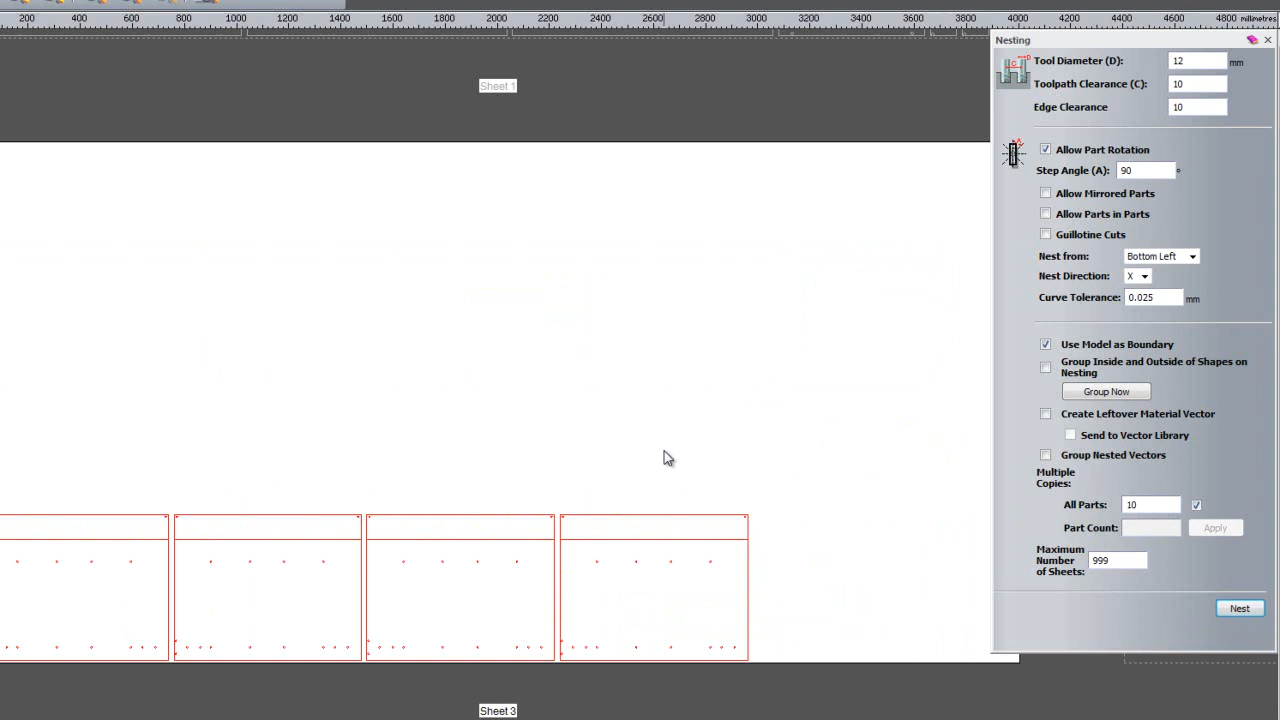 200 400 600 800 1000 1200 1400 1600 1800 2000 2200 2400 2600 2800 3000 3200 3400 3600 3800 4000 4200 4400 4600 4800 millimetres
Nesting
Sheet 1
Tool Diameter (D): 12 mm
Toolpath Clearance (C): 10
Edge Clearance 10
Allow Part Rotation
Step Angle (A): 90 °
Allow Mirrored Parts
Allow Parts in Parts
Guillotine Cuts
Nest from: Bottom Left
Nest Direction: X
Curve Tolerance: 0.025 mm
Use Model as Boundary
Group Inside and Outside of Shapes on
Nesting
Group Now
Create Leftover Material Vector
Send to Vector Library
Group Nested Vectors
Multiple
Copies:
All Parts: 10
Part Count: Apply
Maximum
Number
of Sheets: 999
Nest
Sheet 3